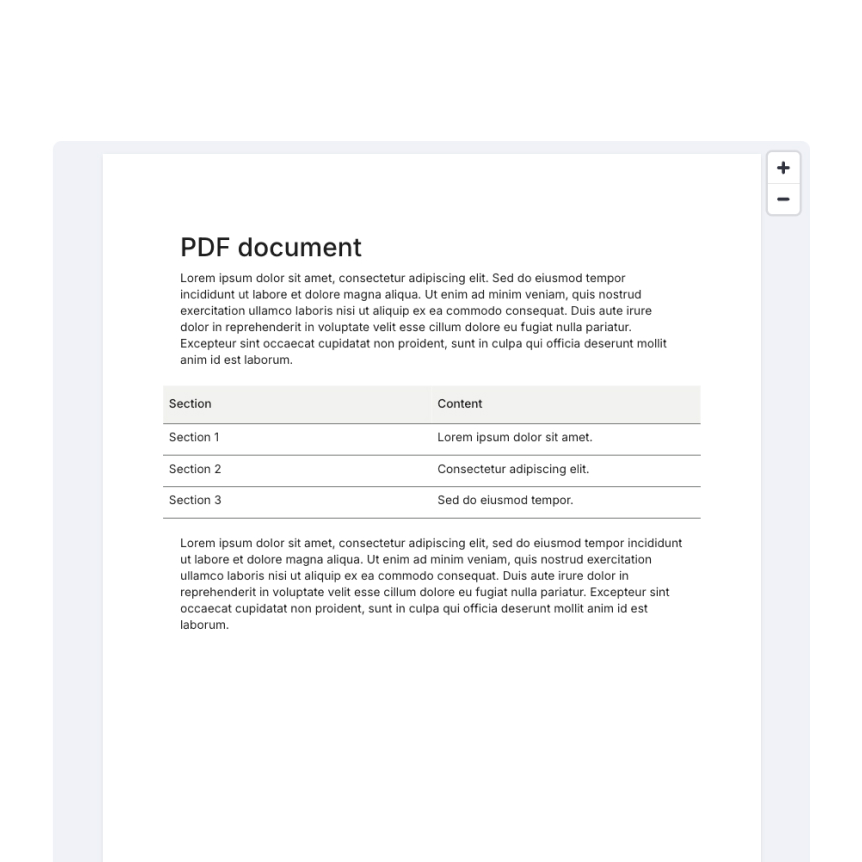 PDF document
Lorem ipsum dolor sit amet, consectetur adipiscing elit. Sed do eiusmod tempor
incididunt ut labore et dolore magna aliqua. Ut enim ad minim veniam, quis nostrud
exercitation ullamco laboris nisi ut aliquip ex ea commodo consequat. Duis aute irure
dolor in reprehenderit in voluptate velit esse cillum dolore eu fugiat nulla pariatur.
Excepteur sint occaecat cupidatat non proident, sunt in culpa qui officia deserunt mollit
anim id est laborum.
Section Content
Section 1 Lorem ipsum dolor sit amet.
Section 2 Consectetur adipiscing elit.
Section 3 Sed do eiusmod tempor.
Lorem ipsum dolor sit amet, consectetur adipiscing elit, sed do eiusmod tempor incididunt
ut labore et dolore magna aliqua. Ut enim ad minim veniam, quis nostrud exercitation
ullamco laboris nisi ut aliquip ex ea commodo consequat. Duis aute irure dolor in
reprehenderit in voluptate velit esse cillum dolore eu fugiat nulla pariatur. Excepteur sint
occaecat cupidatat non proident, sunt in culpa qui officia deserunt mollit anim id est
laborum.